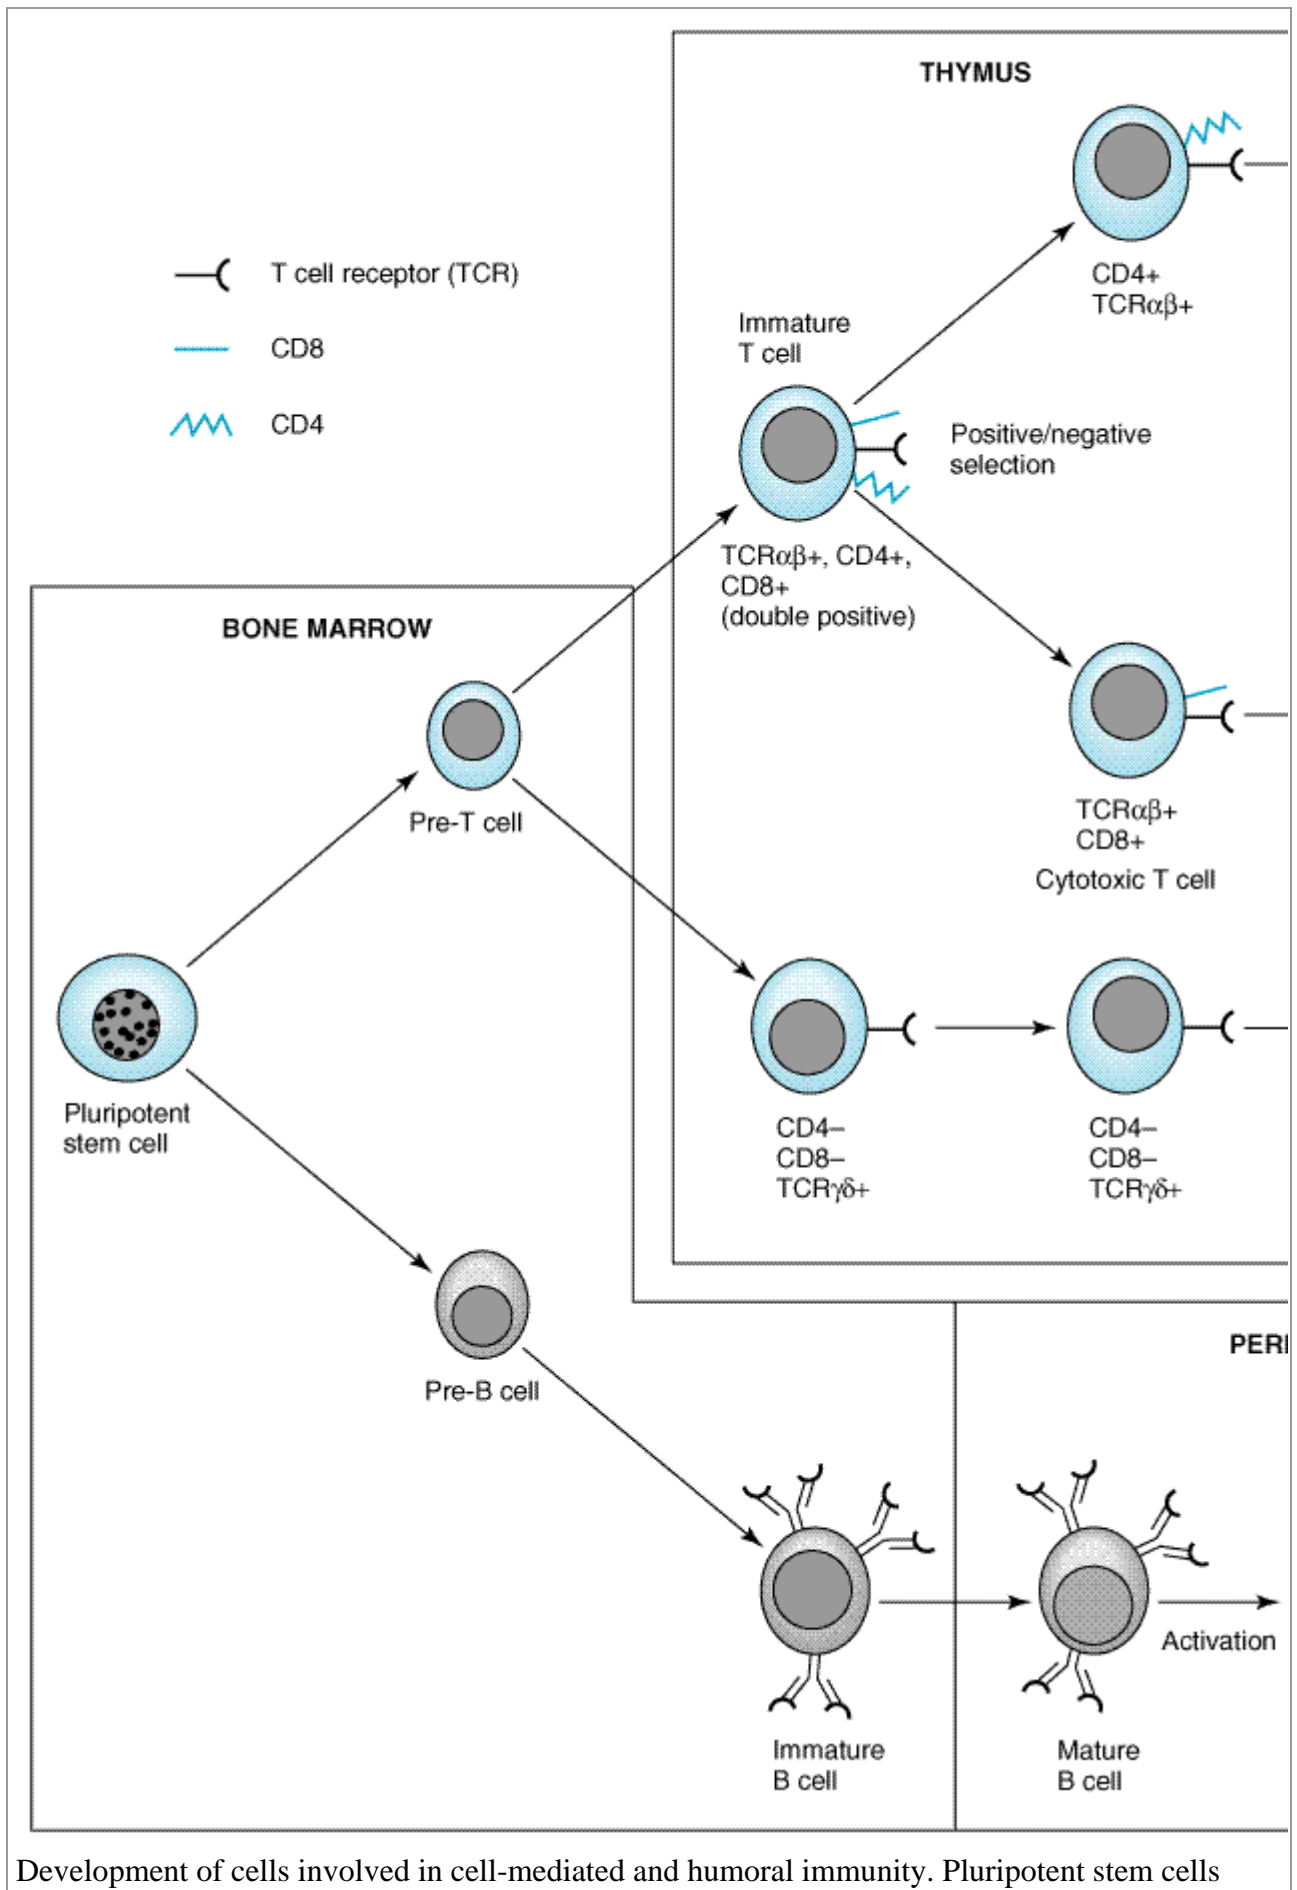 THYMUS
T cell receptor (TCR)
CD8
CD4
CD4+
TCRαβ+
Immature
T cell
Positive/negative
selection
TCRαβ+, CD4+,
CD8+
(double positive)
BONE MARROW
Pre-T cell
TCRαβ+
CD8+
Cytotoxic T cell
Pluripotent
stem cell
CD4–
CD8–
TCRγδ+
CD4–
CD8–
TCRγδ+
Pre-B cell
PERI
Activation
Immature
B cell
Mature
B cell
Development of cells involved in cell-mediated and humoral immunity. Pluripotent stem cells